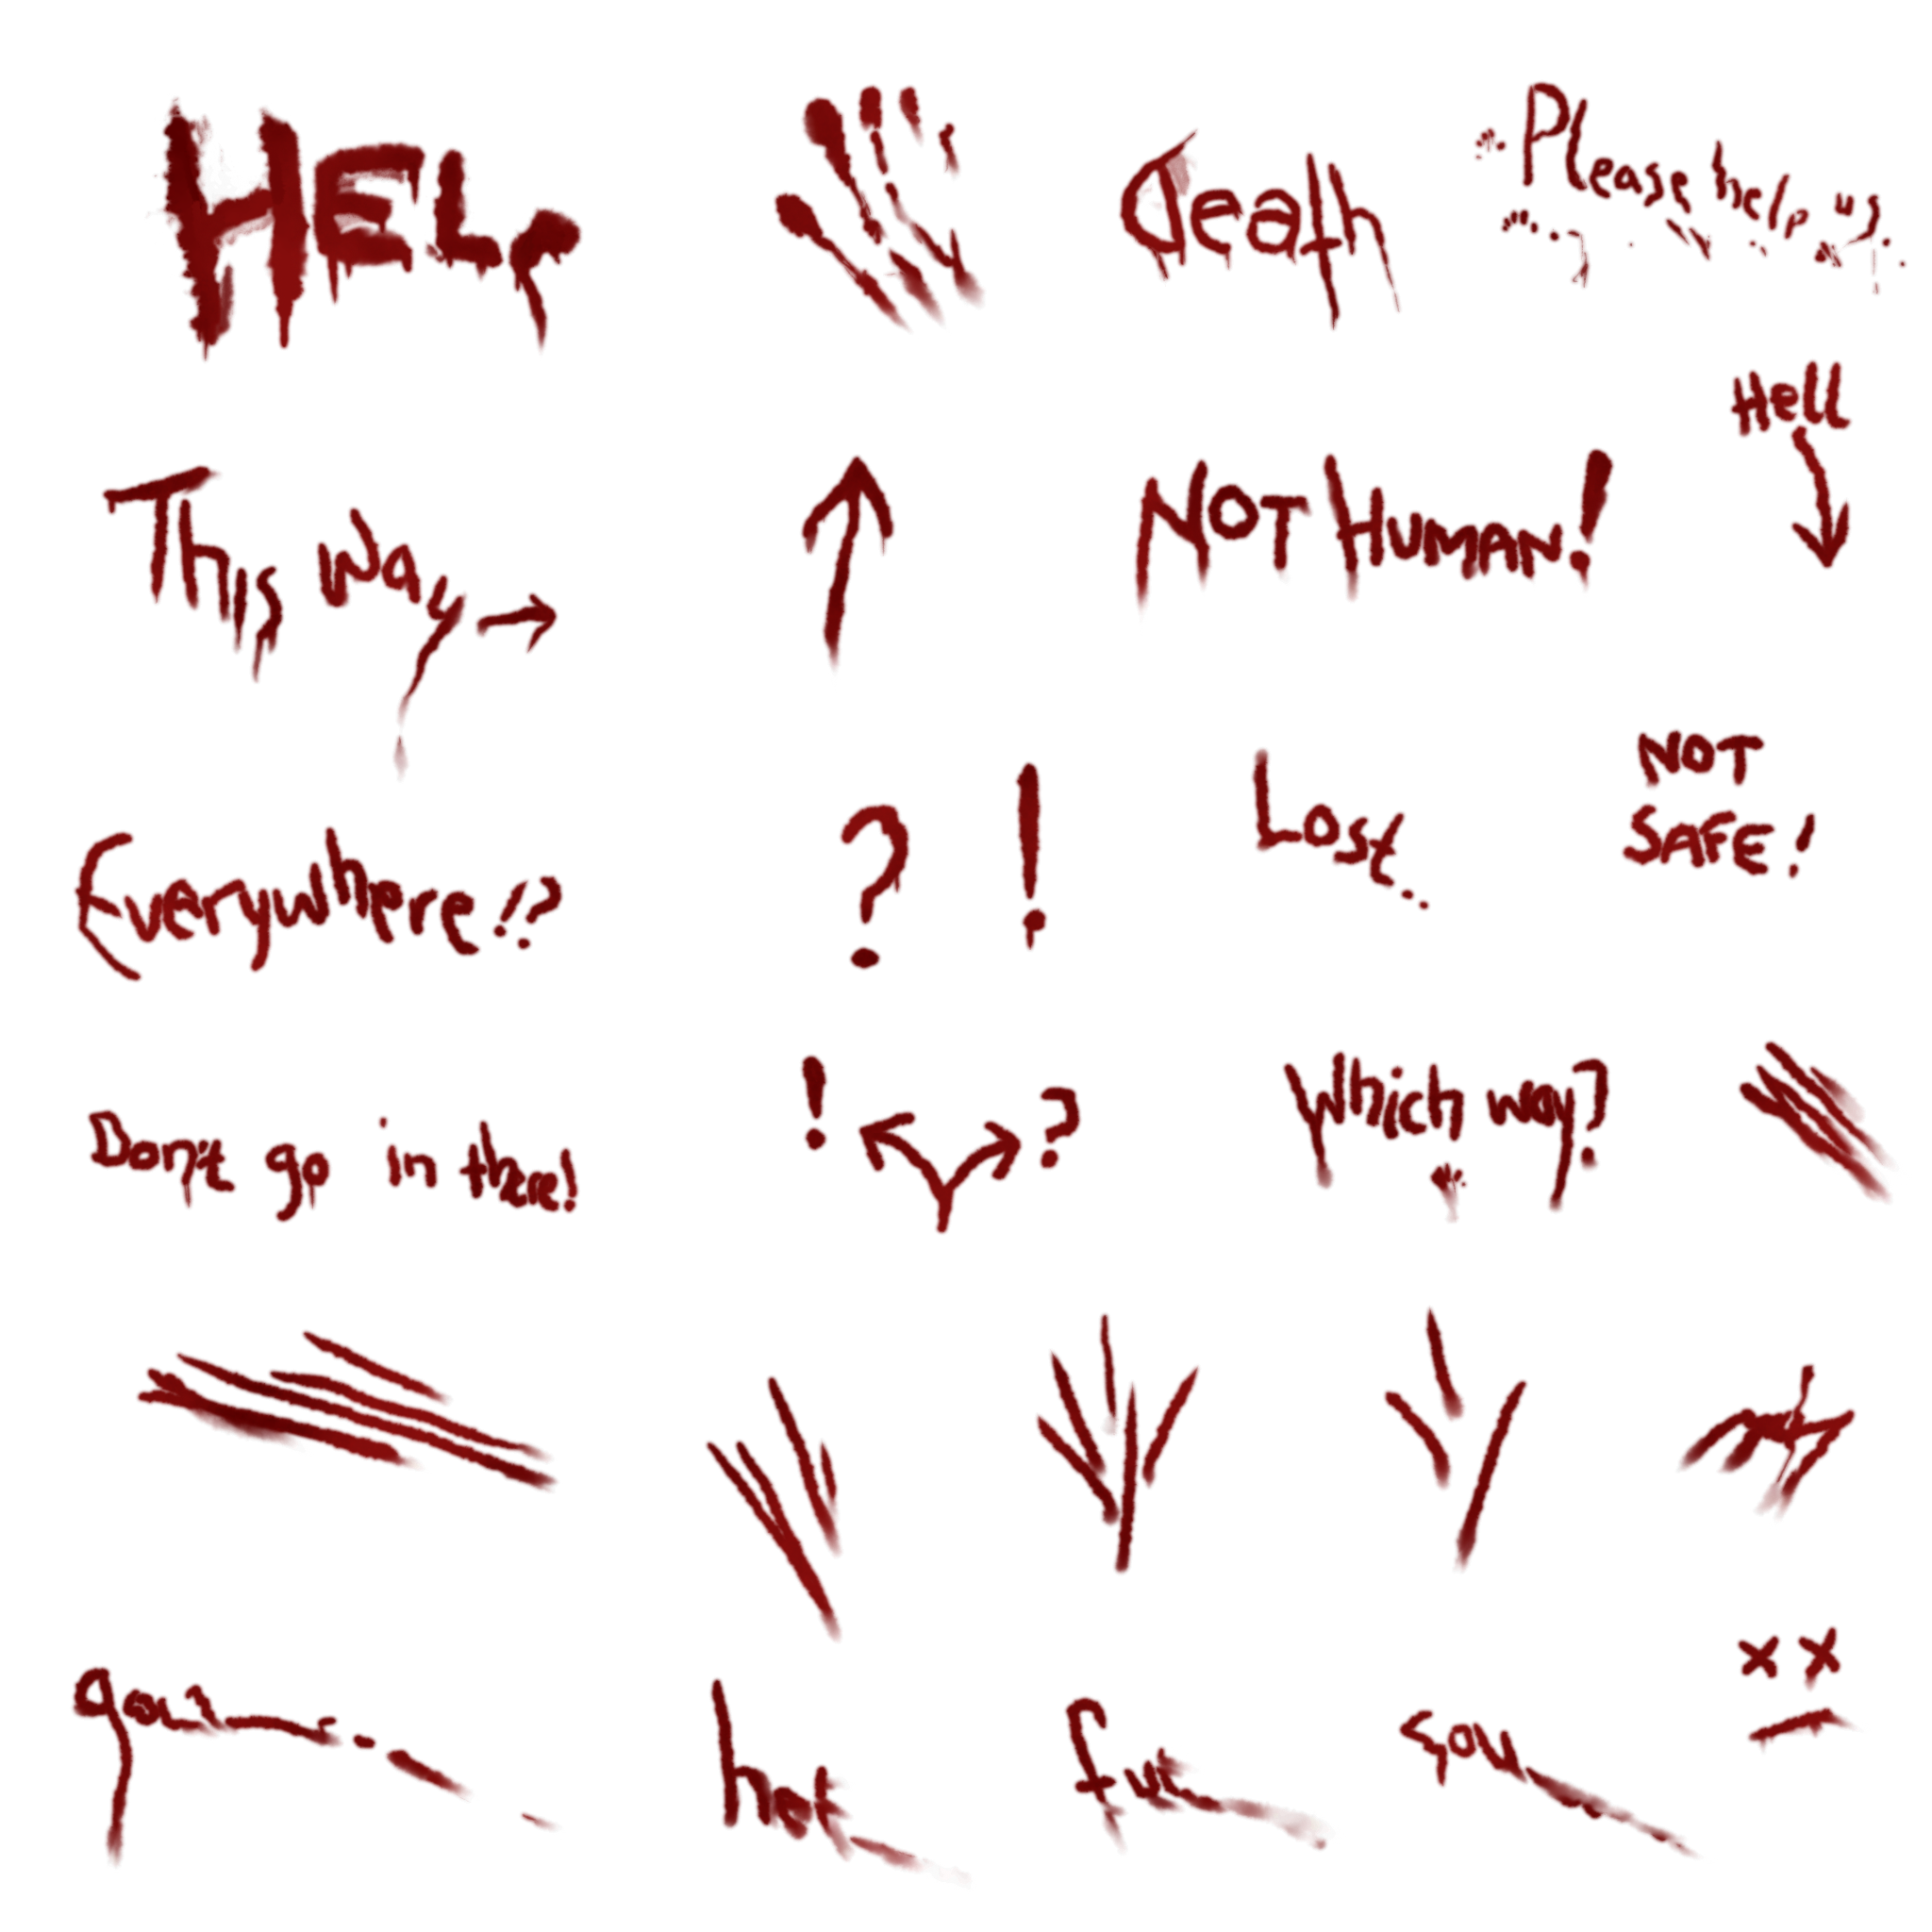 HEL
death
Please help us.
Hell
This way
NOT HUMAN!
NOT
SAFE!
Lost..
Everywhere!?
? !
Which way?
! ?
Don't go in there!